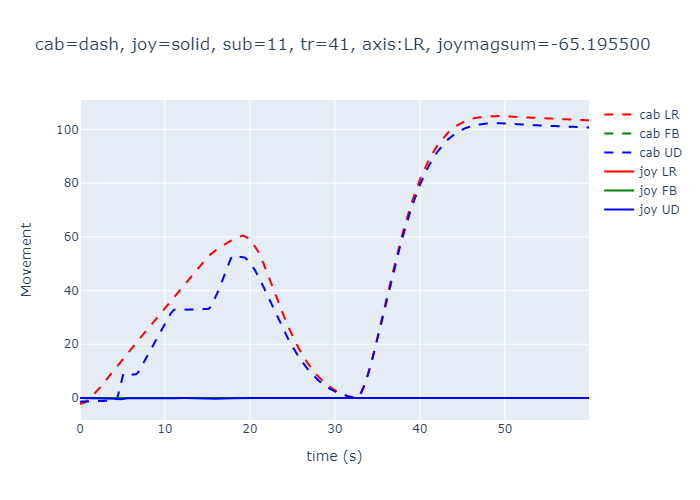 cab=dash, joy=solid, sub=11, tr=41, axis:LR, joymagsum=-65.195500
cab LR
cab FB
cab UD
joy LR
joy FB
joy UD
Movement
100
80
60
40
20
0
0 10 20 30 40 50
time (s)